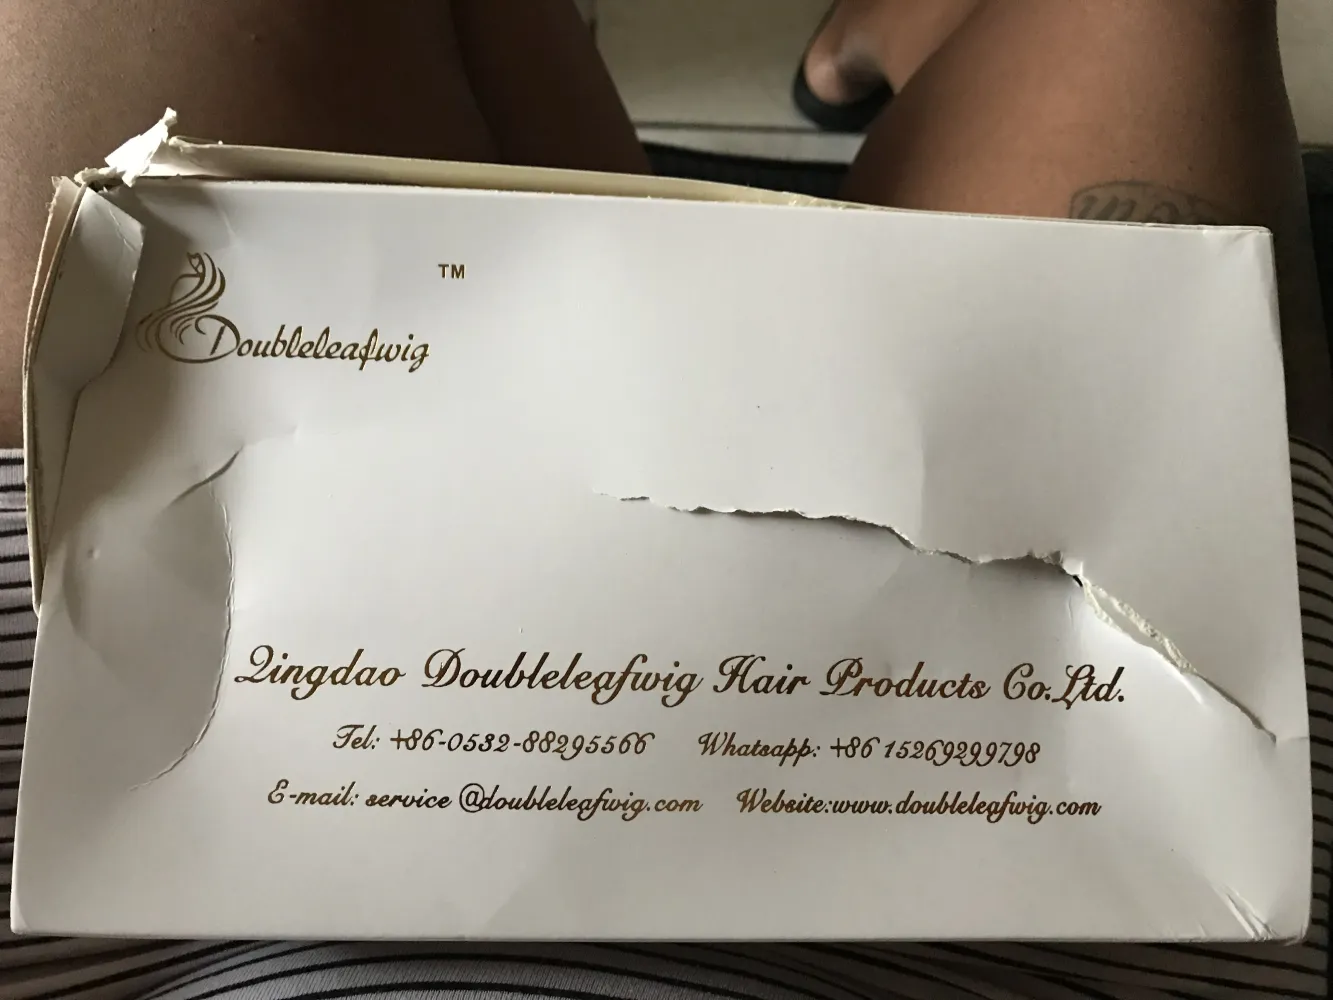 TM
Doubleleafwig
Qingdao Doubleleafwig Hair Products Co.Ltd.
Tel: +86-0532-88295566 Whatsapp: +86 15269299798
E-mail: service @doubleleafwig.com Website:www.doubleleafwig.com